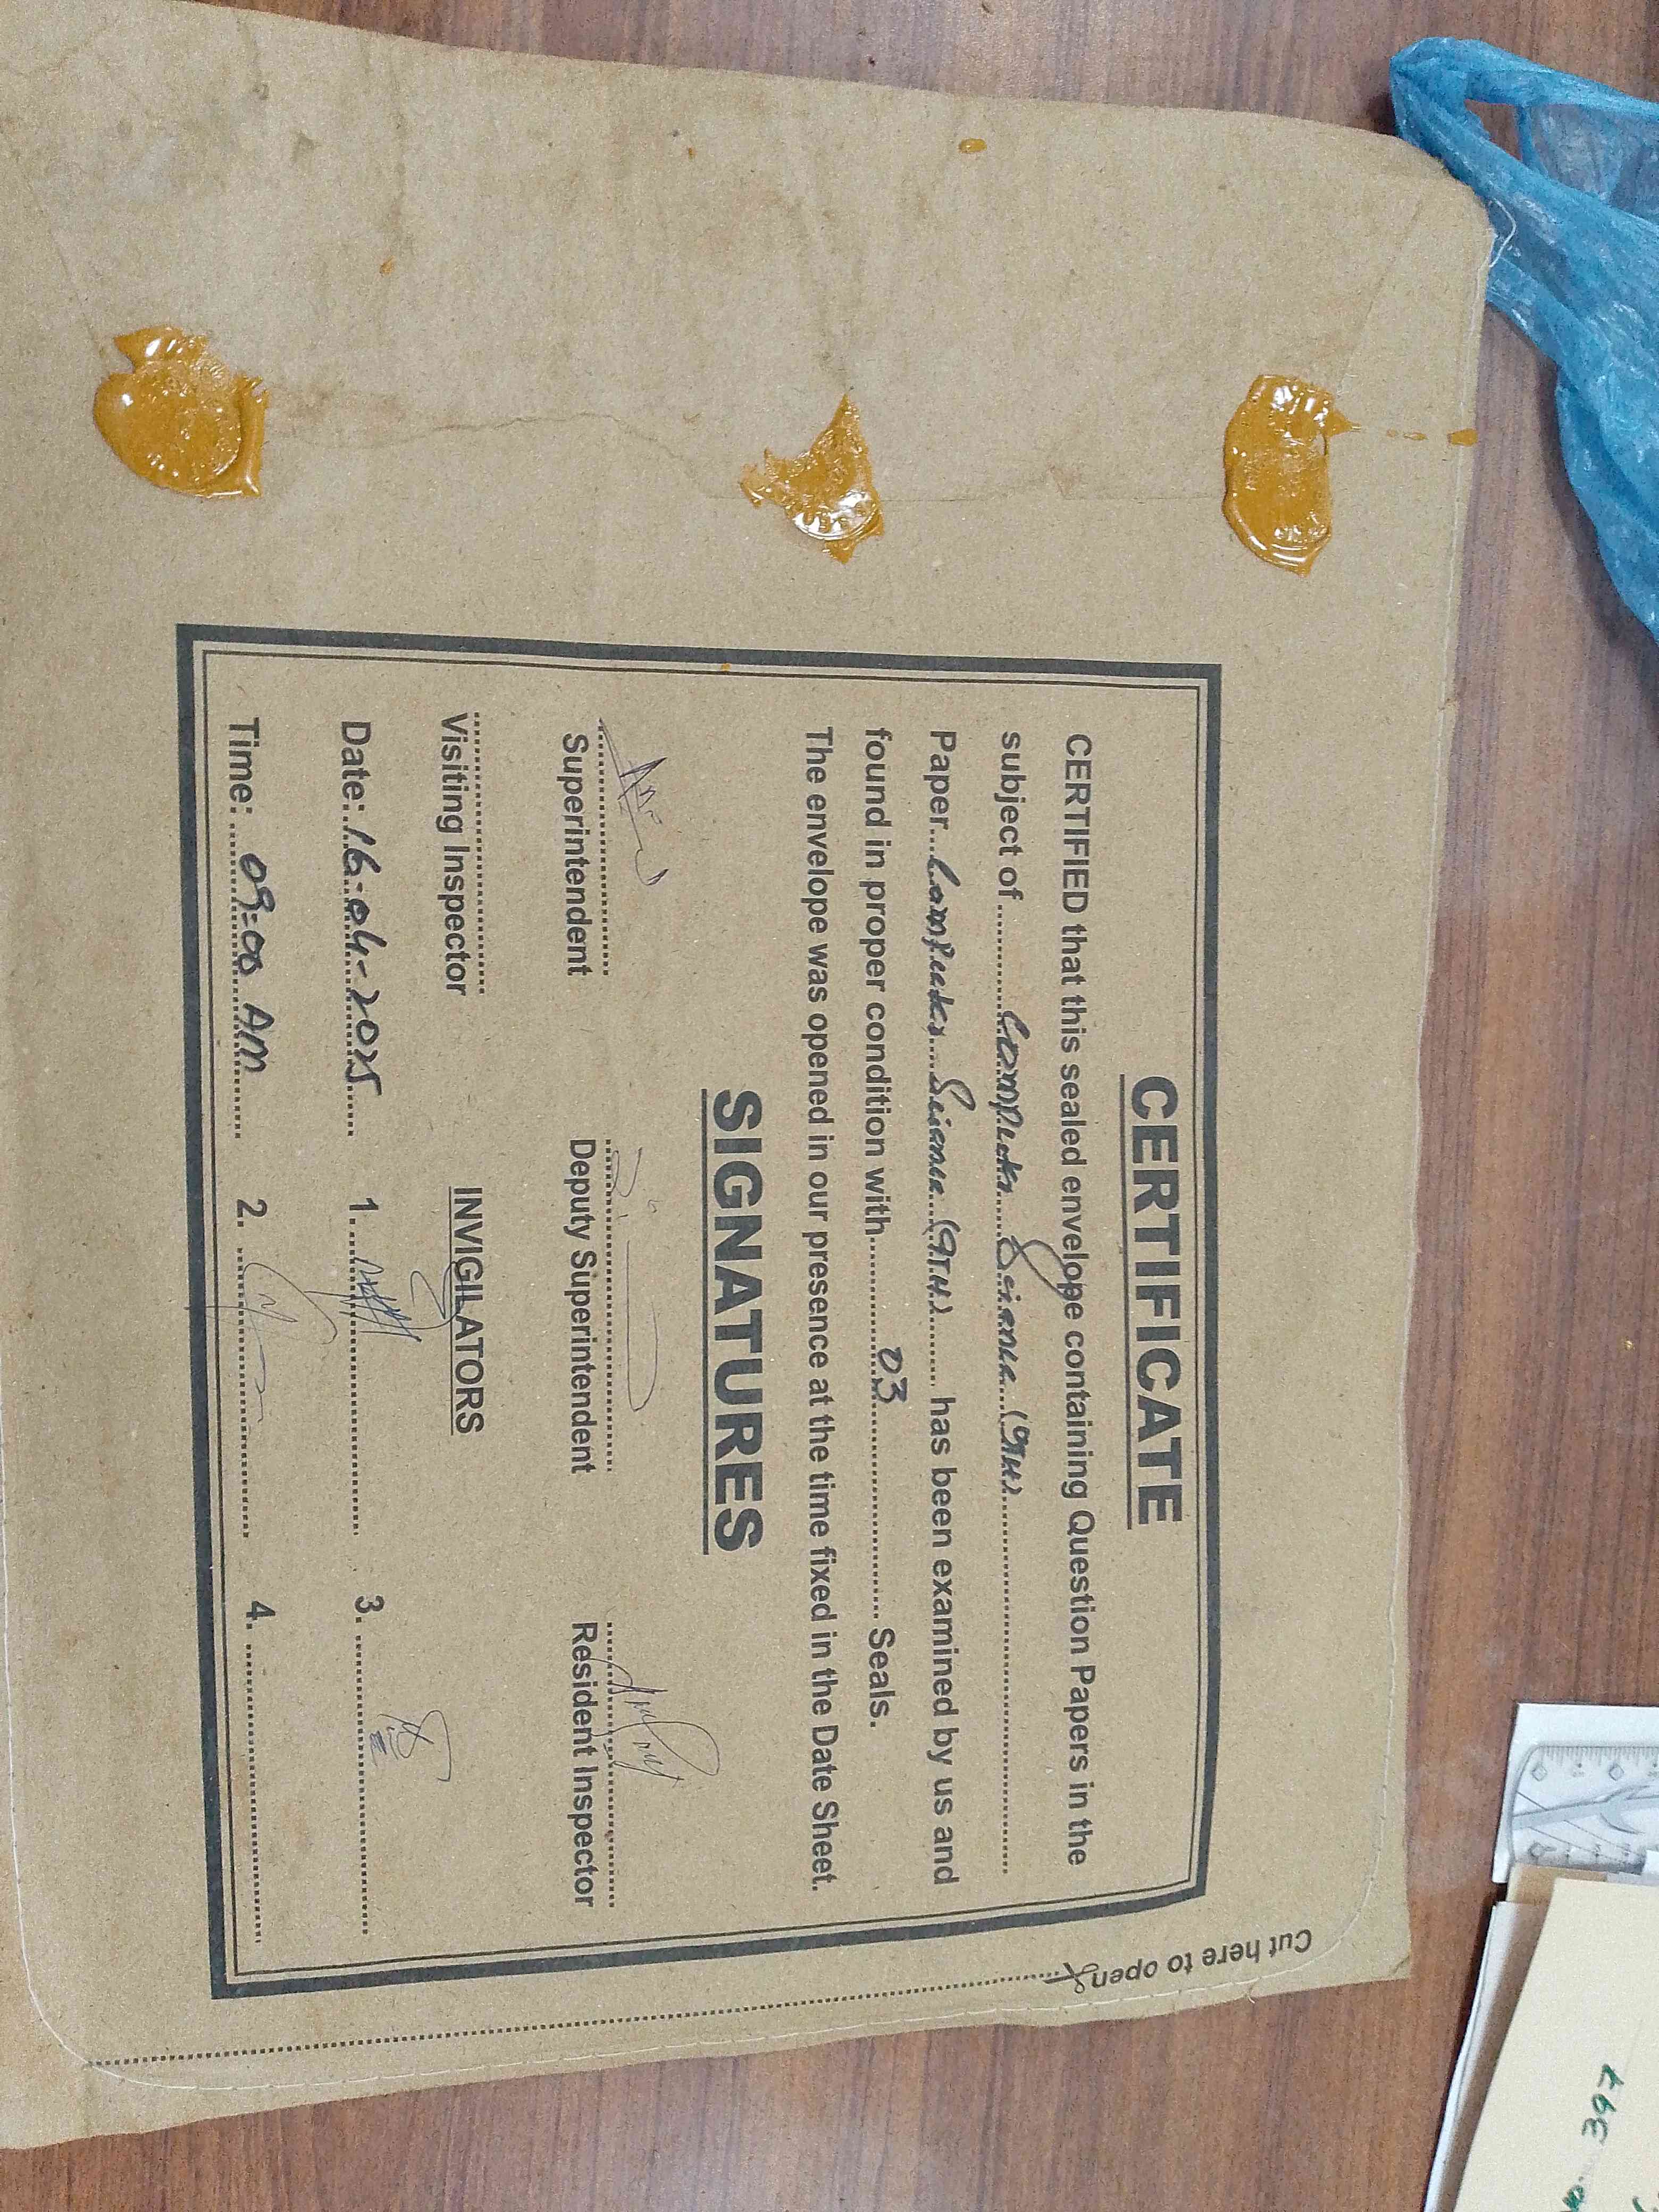 CERTIFICATE
CERTIFIED that this sealed envelope containing Question Papers in the
subject of .......... Computer Science (9TH) ..........
Paper... Computer Science (9TH) ... has been examined by us and
found in proper condition with .......... 03 .......... Seals.
The envelope was opened in our presence at the time fixed in the Date Sheet.
SIGNATURES
Superintendent Deputy Superintendent Resident Inspector
Visiting Inspector INVIGILATORS
Date: 16-04-2025 1. .......... 3. ..........
Time: 09:00 AM 2. .......... 4. ..........
Cut here to open
397